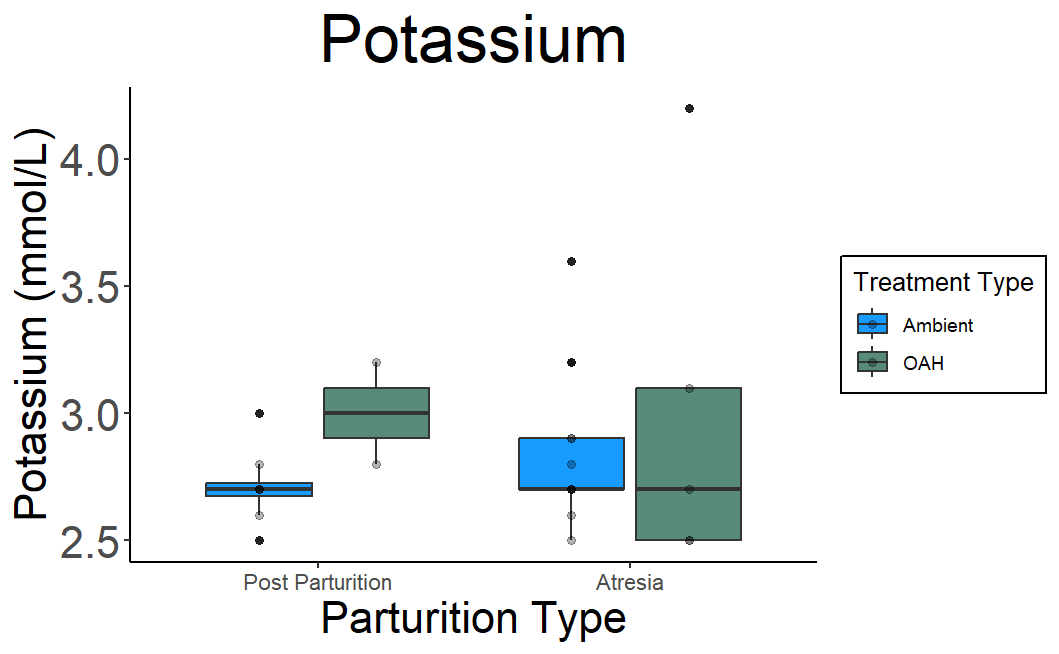 Potassium
Potassium (mmol/L)
4.0
3.5
3.0
2.5
Post Parturition
Atresia
Parturition Type
Treatment Type
Ambient
OAH